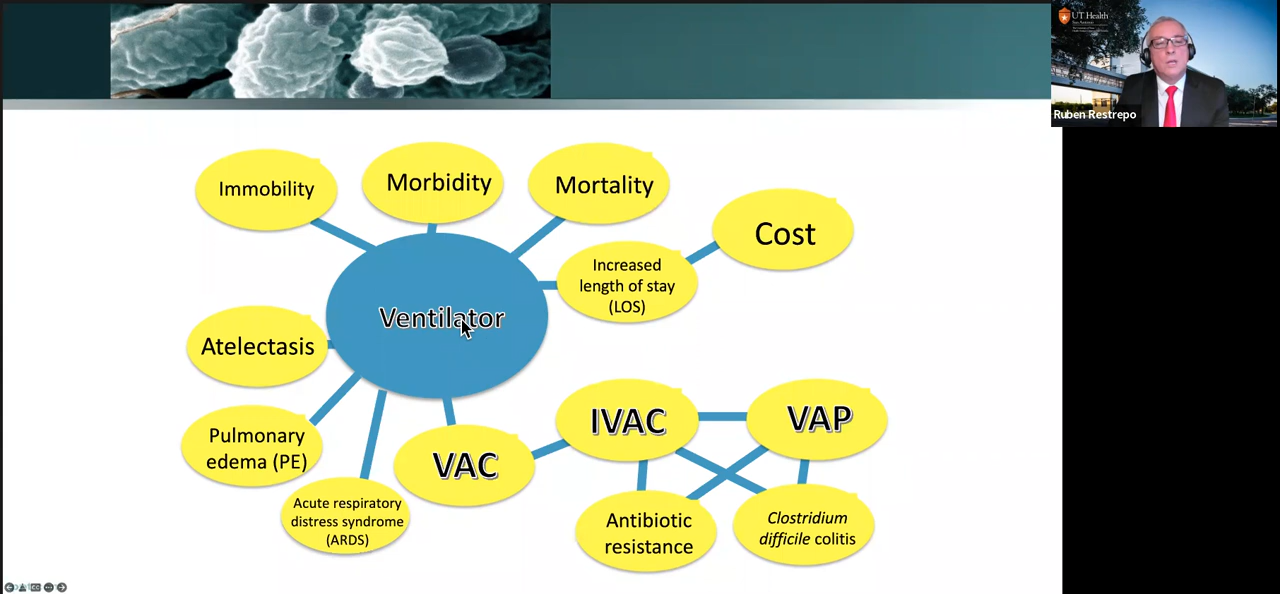 UT Health
San Antonio
Ruben Restrepo
Immobility
Morbidity
Mortality
Cost
Increased
length of stay
(LOS)
Ventilator
Atelectasis
Pulmonary
edema (PE)
Acute respiratory
distress syndrome
(ARDS)
VAC
IVAC
VAP
Antibiotic
resistance
Clostridium
difficile colitis